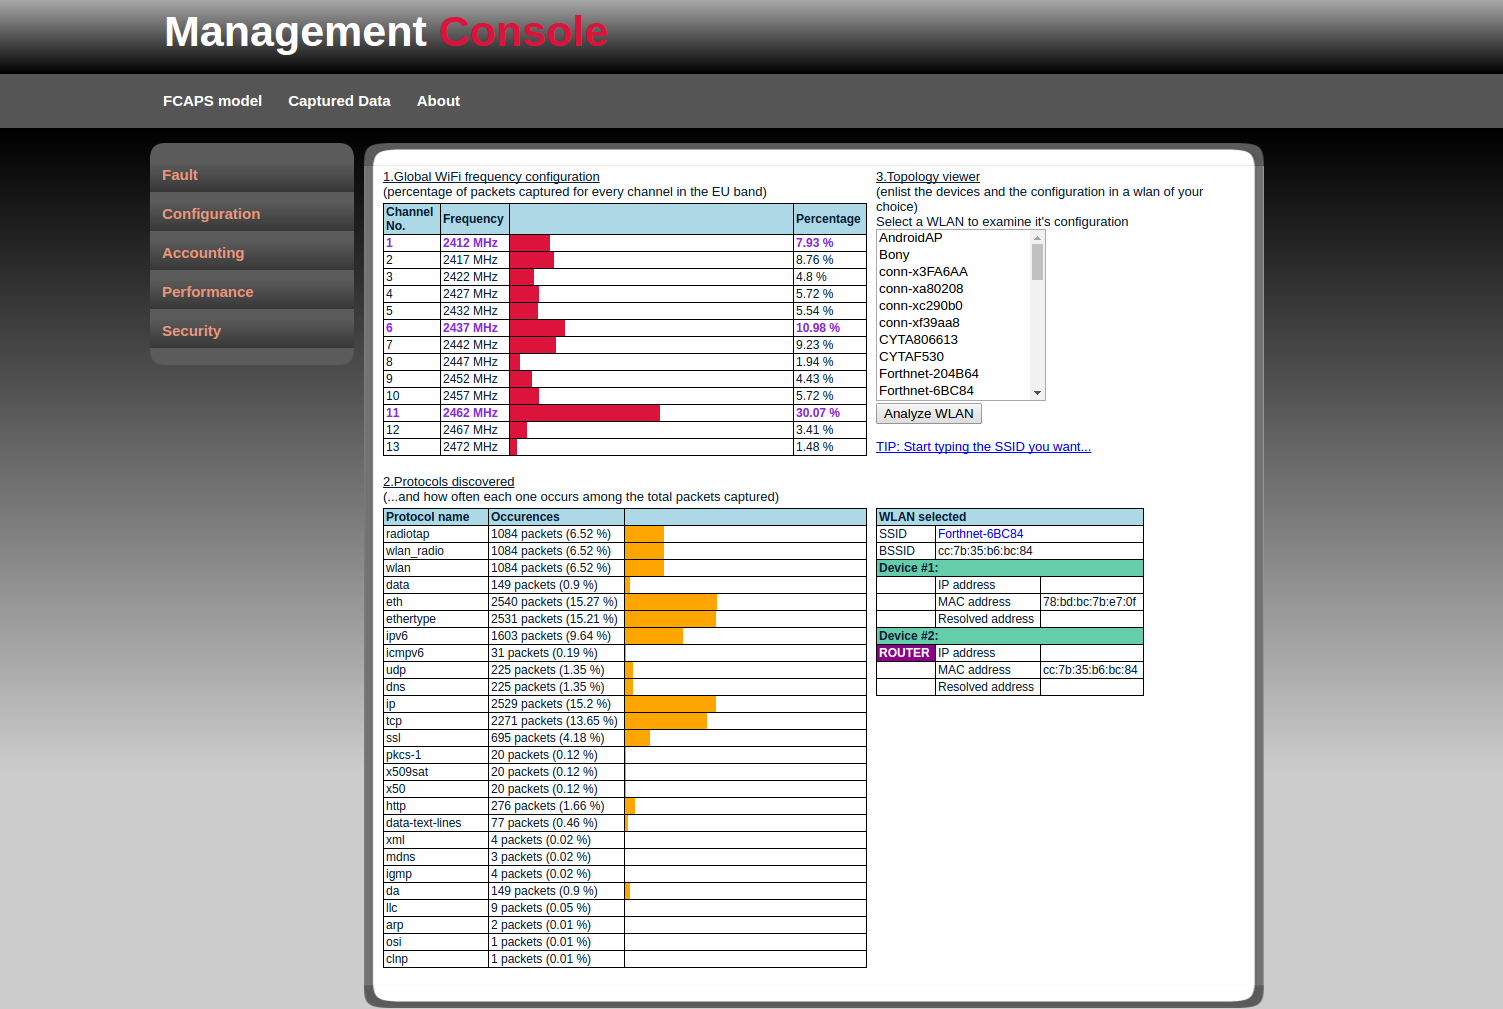 Management Console
FCAPS model Captured Data About
Fault
Configuration
Accounting
Performance
Security
1.Global WiFi frequency configuration
(percentage of packets captured for every channel in the EU band)
Channel No. Frequency Percentage
1 2412 MHz 7.93 %
2 2417 MHz 8.76 %
3 2422 MHz 4.8 %
4 2427 MHz 5.72 %
5 2432 MHz 5.54 %
6 2437 MHz 10.98 %
7 2442 MHz 9.23 %
8 2447 MHz 1.94 %
9 2452 MHz 4.43 %
10 2457 MHz 5.72 %
11 2462 MHz 30.07 %
12 2467 MHz 3.41 %
13 2472 MHz 1.48 %
3.Topology viewer
(enlist the devices and the configuration in a wlan of your
choice)
Select a WLAN to examine it's configuration
AndroidAP
Bony
conn-x3FA6AA
conn-xa80208
conn-xc290b0
conn-xf39aa8
CYTA806613
CYTAF530
Forthnet-204B64
Forthnet-6BC84
Analyze WLAN
TIP: Start typing the SSID you want...
2.Protocols discovered
(...and how often each one occurs among the total packets captured)
Protocol name Occurences
radiotap 1084 packets (6.52 %)
wlan_radio 1084 packets (6.52 %)
wlan 1084 packets (6.52 %)
data 149 packets (0.9 %)
eth 2540 packets (15.27 %)
ethertype 2531 packets (15.21 %)
ipv6 1603 packets (9.64 %)
icmpv6 31 packets (0.19 %)
udp 225 packets (1.35 %)
dns 225 packets (1.35 %)
ip 2529 packets (15.2 %)
tcp 2271 packets (13.65 %)
ssl 695 packets (4.18 %)
pkcs-1 20 packets (0.12 %)
x509sat 20 packets (0.12 %)
x50 20 packets (0.12 %)
http 276 packets (1.66 %)
data-text-lines 77 packets (0.46 %)
xml 4 packets (0.02 %)
mdns 3 packets (0.02 %)
igmp 4 packets (0.02 %)
da 149 packets (0.9 %)
llc 9 packets (0.05 %)
arp 2 packets (0.01 %)
osi 1 packets (0.01 %)
clnp 1 packets (0.01 %)
WLAN selected
SSID Forthnet-6BC84
BSSID cc:7b:35:b6:bc:84
Device #1:
IP address
MAC address 78:bd:bc:7b:e7:0f
Resolved address
Device #2:
ROUTER IP address
MAC address cc:7b:35:b6:bc:84
Resolved address